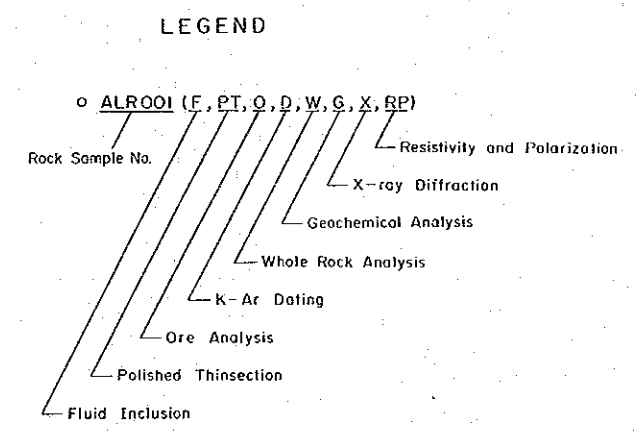 LEGEND
ALR001 (F, PT, O, D, W, G, X, RP)
Resistivity and Polarization
Rock Sample No.
X-ray Diffraction
Geochemical Analysis
Whole Rock Analysis
K-Ar Dating
Ore Analysis
Polished Thinsection
Fluid Inclusion